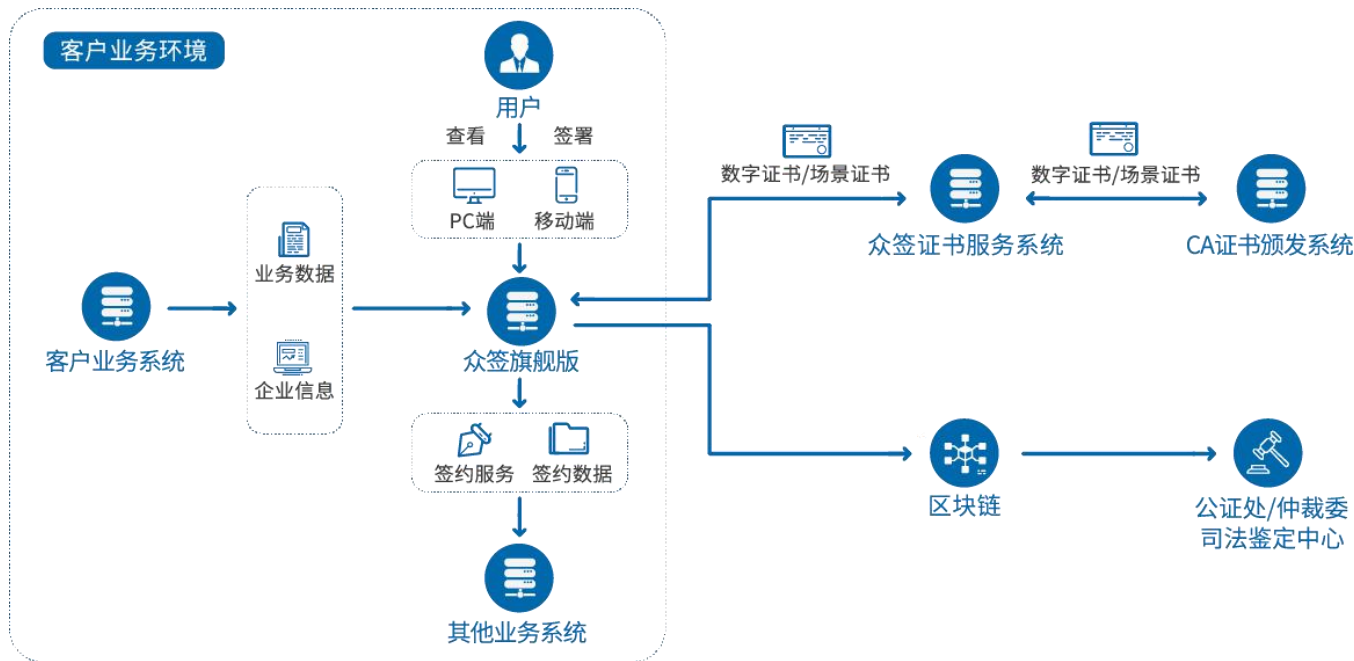 客户业务环境
用户
查看
签署
PC端
移动端
数字证书/场景证书
数字证书/场景证书
众签证书服务系统
CA证书颁发系统
业务数据
企业信息
客户业务系统
众签旗舰版
签约服务
签约数据
区块链
公证处/仲裁委
司法鉴定中心
其他业务系统